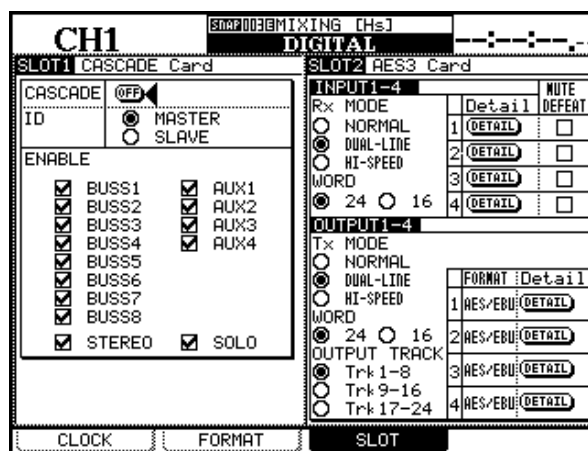 CH1
SNAP 003 MIXING [Hs]
DIGITAL
--:--:--.
SLOT1 CASCADE Card
CASCADE OFF
ID MASTER
SLAVE
ENABLE
BUSS1 AUX1
BUSS2 AUX2
BUSS3 AUX3
BUSS4 AUX4
BUSS5
BUSS6
BUSS7
BUSS8
STEREO SOLO
SLOT2 AES3 Card
INPUT1-4
Rx MODE
NORMAL
DUAL-LINE
HI-SPEED
WORD
24 16
Detail MUTE DEFEAT
1 DETAIL
2 DETAIL
3 DETAIL
4 DETAIL
OUTPUT1-4
Tx MODE
NORMAL
DUAL-LINE
HI-SPEED
WORD
24 16
OUTPUT TRACK
Trk1-8
Trk9-16
Trk17-24
FORMAT Detail
1 AES/EBU DETAIL
2 AES/EBU DETAIL
3 AES/EBU DETAIL
4 AES/EBU DETAIL
CLOCK FORMAT SLOT